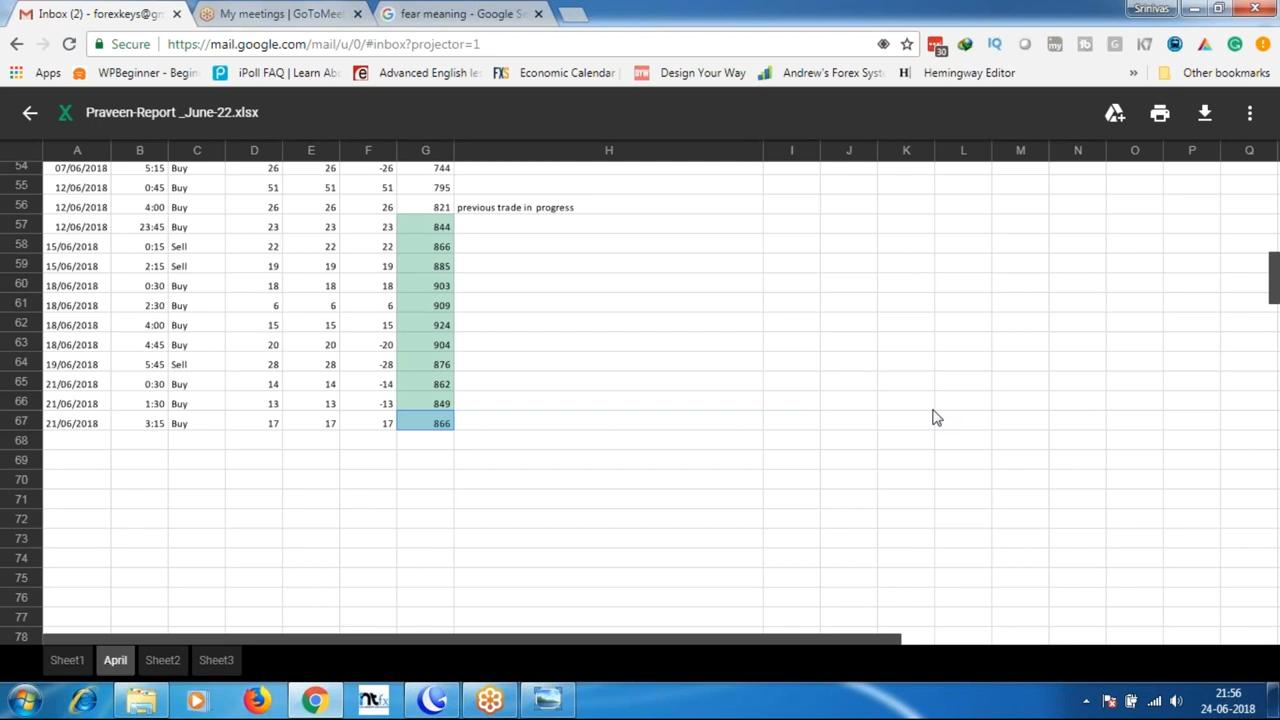 Inbox (2) - forexkeys@gm
My meetings | GoToMeet
fear meaning - Google Se
Srinivas
Secure
https://mail.google.com/mail/u/0/#inbox?projector=1
30
Apps
WPBeginner - Begin
iPoll FAQ | Learn Ab
Advanced English le
Economic Calendar
Design Your Way
Andrew's Forex Syst
Hemingway Editor
»
Other bookmarks
Praveen-Report _June-22.xlsx
A B C D E F G H I J K L M N O P Q
54 07/06/2018 5:15 Buy 26 26 -26 744
55 12/06/2018 0:45 Buy 51 51 51 795
56 12/06/2018 4:00 Buy 26 26 26 821 previous trade in progress
57 12/06/2018 23:45 Buy 23 23 23 844
58 15/06/2018 0:15 Sell 22 22 22 866
59 15/06/2018 2:15 Sell 19 19 19 885
60 18/06/2018 0:30 Buy 18 18 18 903
61 18/06/2018 2:30 Buy 6 6 6 909
62 18/06/2018 4:00 Buy 15 15 15 924
63 18/06/2018 4:45 Buy 20 20 -20 904
64 19/06/2018 5:45 Sell 28 28 -28 876
65 21/06/2018 0:30 Buy 14 14 -14 862
66 21/06/2018 1:30 Buy 13 13 -13 849
67 21/06/2018 3:15 Buy 17 17 17 866
68
69
70
71
72
73
74
75
76
77
78
Sheet1 April Sheet2 Sheet3
21:56
24-06-2018